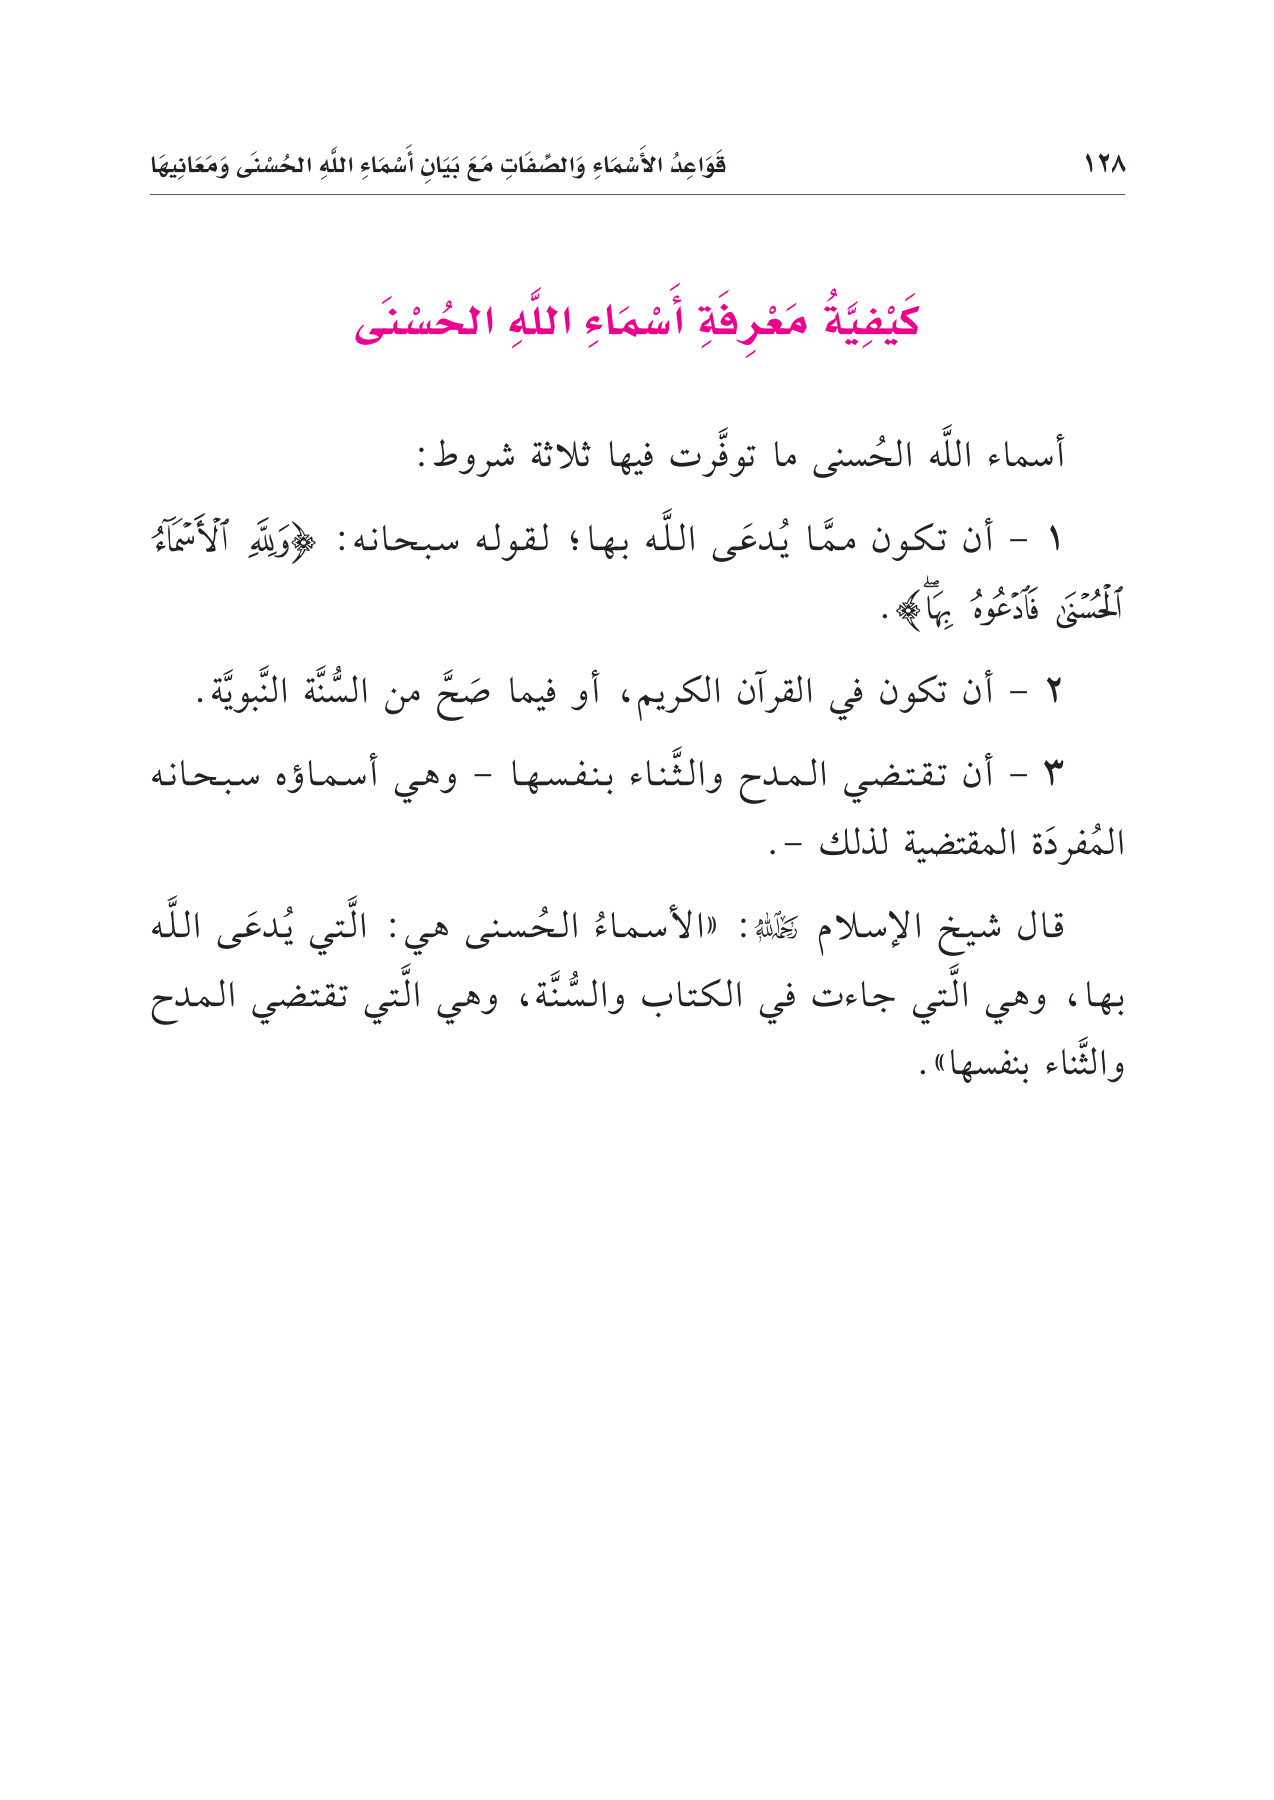 ١٢٨ قَوَاعِدُ الأَسْمَاءِ وَالصِّفَاتِ مَعَ بَيَانِ أَسْمَاءِ اللَّهِ الحُسْنَى وَمَعَانِيهَا
كَيْفِيَّةُ مَعْرِفَةِ أَسْمَاءِ اللَّهِ الحُسْنَى
أسماء اللَّه الحُسنى ما توفَّرت فيها ثلاثة شروط:
١ – أن تكون ممَّا يُدعَى اللَّه بها؛ لقوله سبحانه: ﴿وَلِلَّهِ ٱلْأَسْمَآءُ
ٱلْحُسْنَىٰ فَٱدْعُوهُ بِهَاۖ﴾.
٢ – أن تكون في القرآن الكريم، أو فيما صَحَّ من السُّنَّة النَّبويَّة.
٣ – أن تقتضي المدح والثَّناء بنفسها – وهي أسماؤه سبحانه
المُفردَة المقتضية لذلك –.
قال شيخ الإسلام رَحِمَهُ اللَّهُ: «الأسماءُ الحُسنى هي: الَّتي يُدعَى اللَّه
بها، وهي الَّتي جاءت في الكتاب والسُّنَّة، وهي الَّتي تقتضي المدح
والثَّناء بنفسها».